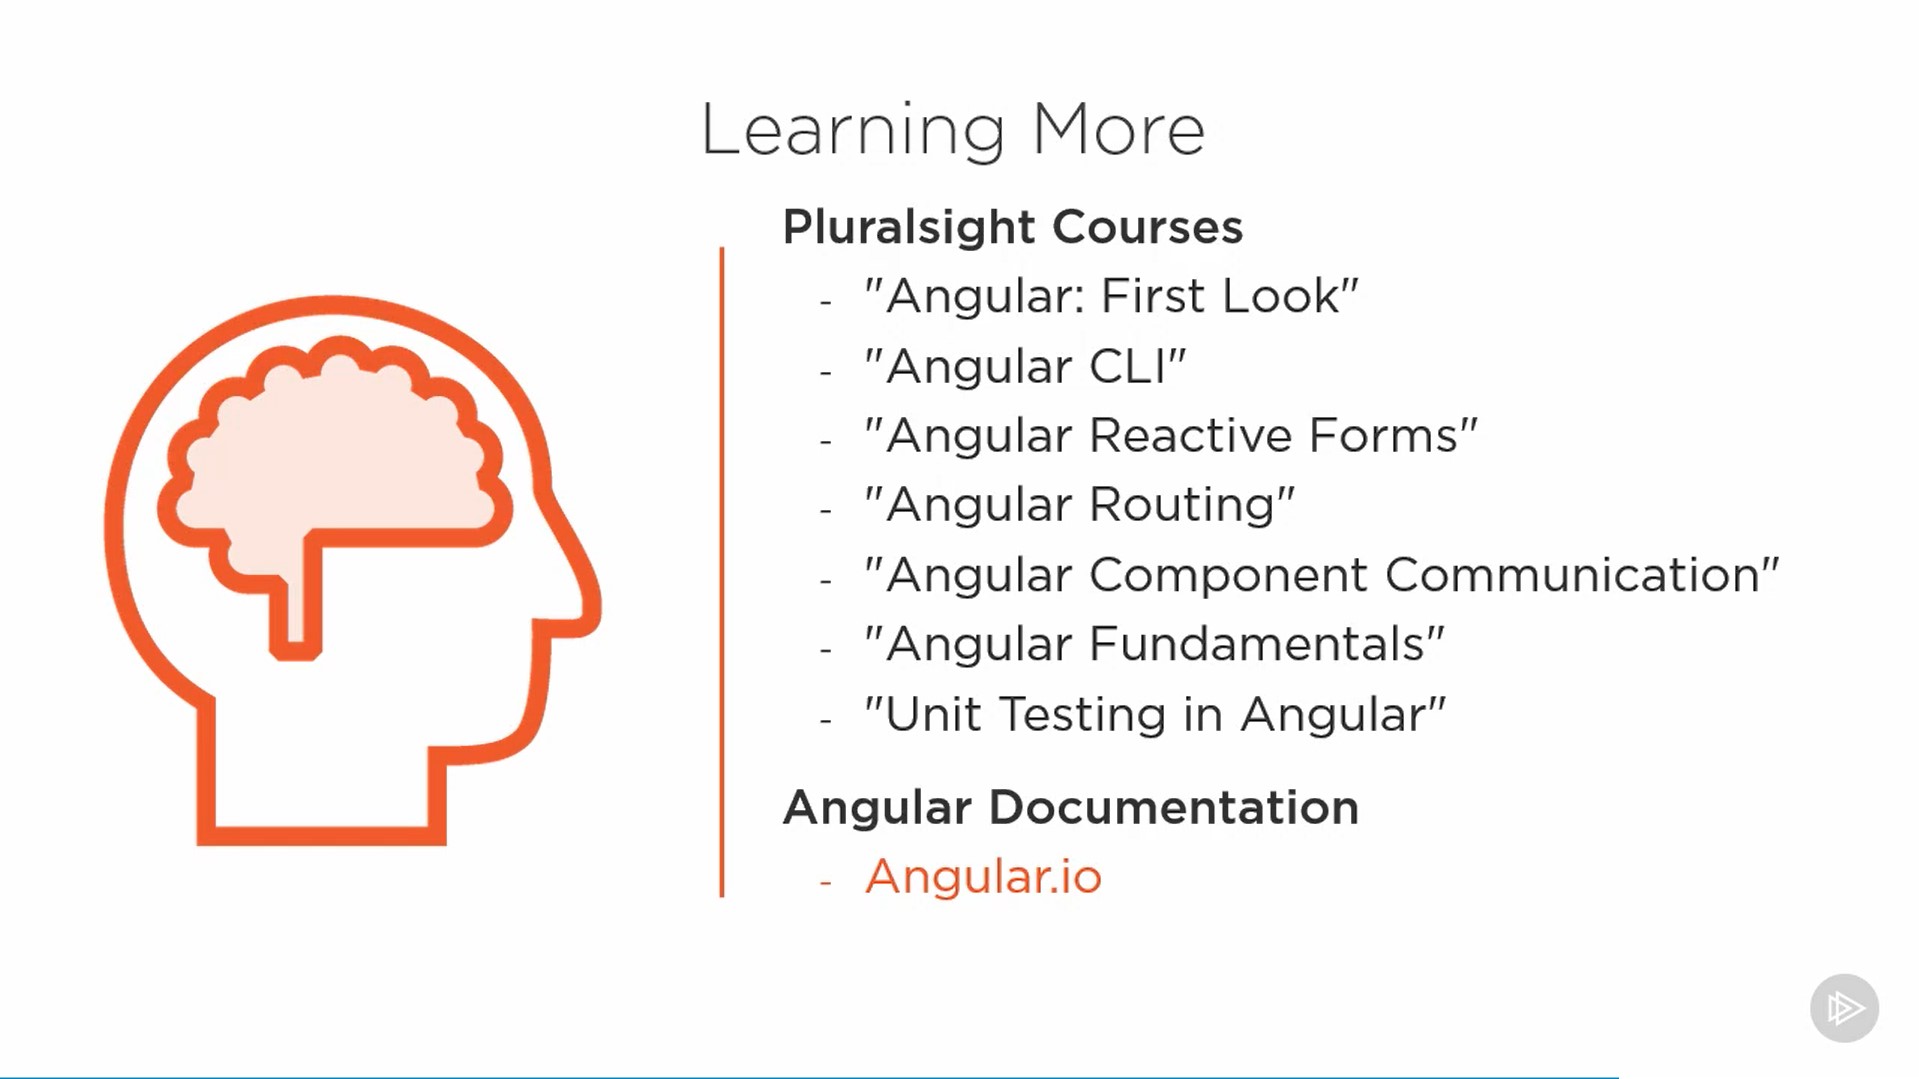 Learning More
Pluralsight Courses
- "Angular: First Look"
- "Angular CLI"
- "Angular Reactive Forms"
- "Angular Routing"
- "Angular Component Communication"
- "Angular Fundamentals"
- "Unit Testing in Angular"
Angular Documentation
- Angular.io